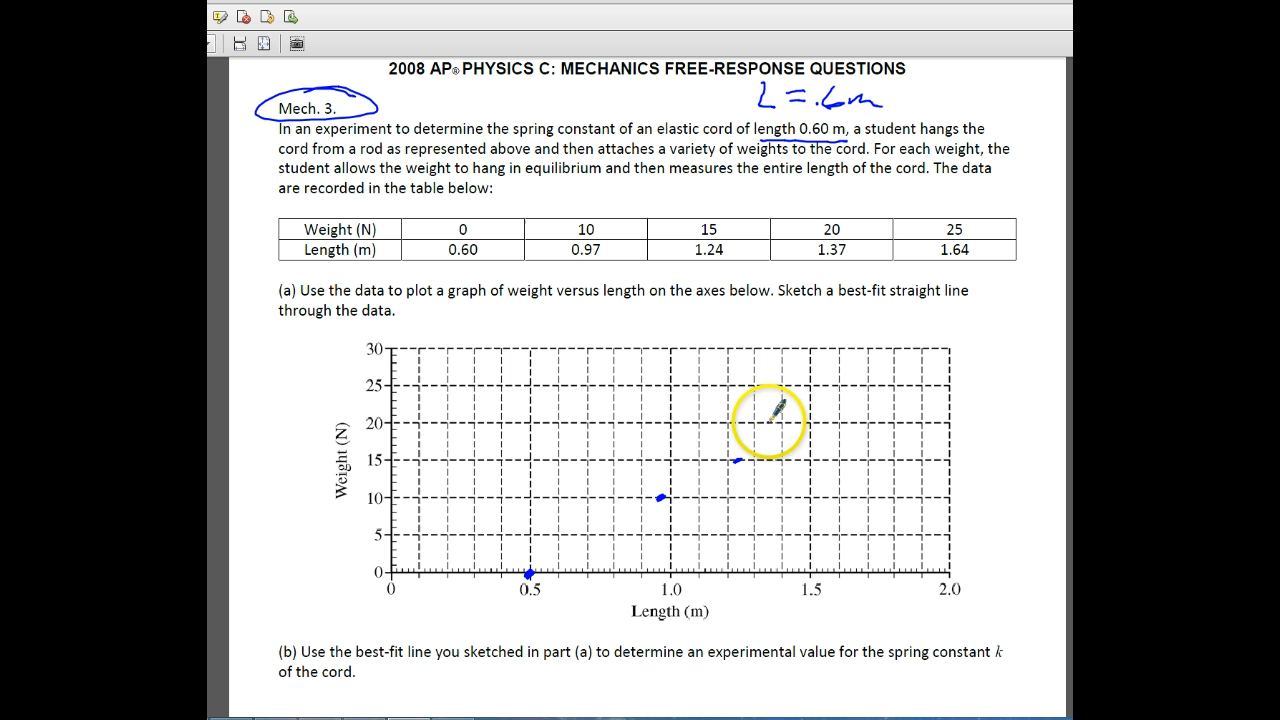 2008 AP® PHYSICS C: MECHANICS FREE-RESPONSE QUESTIONS
L = .6m
Mech. 3.
In an experiment to determine the spring constant of an elastic cord of length 0.60 m, a student hangs the
cord from a rod as represented above and then attaches a variety of weights to the cord. For each weight, the
student allows the weight to hang in equilibrium and then measures the entire length of the cord. The data
are recorded in the table below:
Weight (N) 0 10 15 20 25
Length (m) 0.60 0.97 1.24 1.37 1.64
(a) Use the data to plot a graph of weight versus length on the axes below. Sketch a best-fit straight line
through the data.
30
25
20
15
10
5
0
Weight (N)
0 0.5 1.0 1.5 2.0
Length (m)
(b) Use the best-fit line you sketched in part (a) to determine an experimental value for the spring constant k
of the cord.